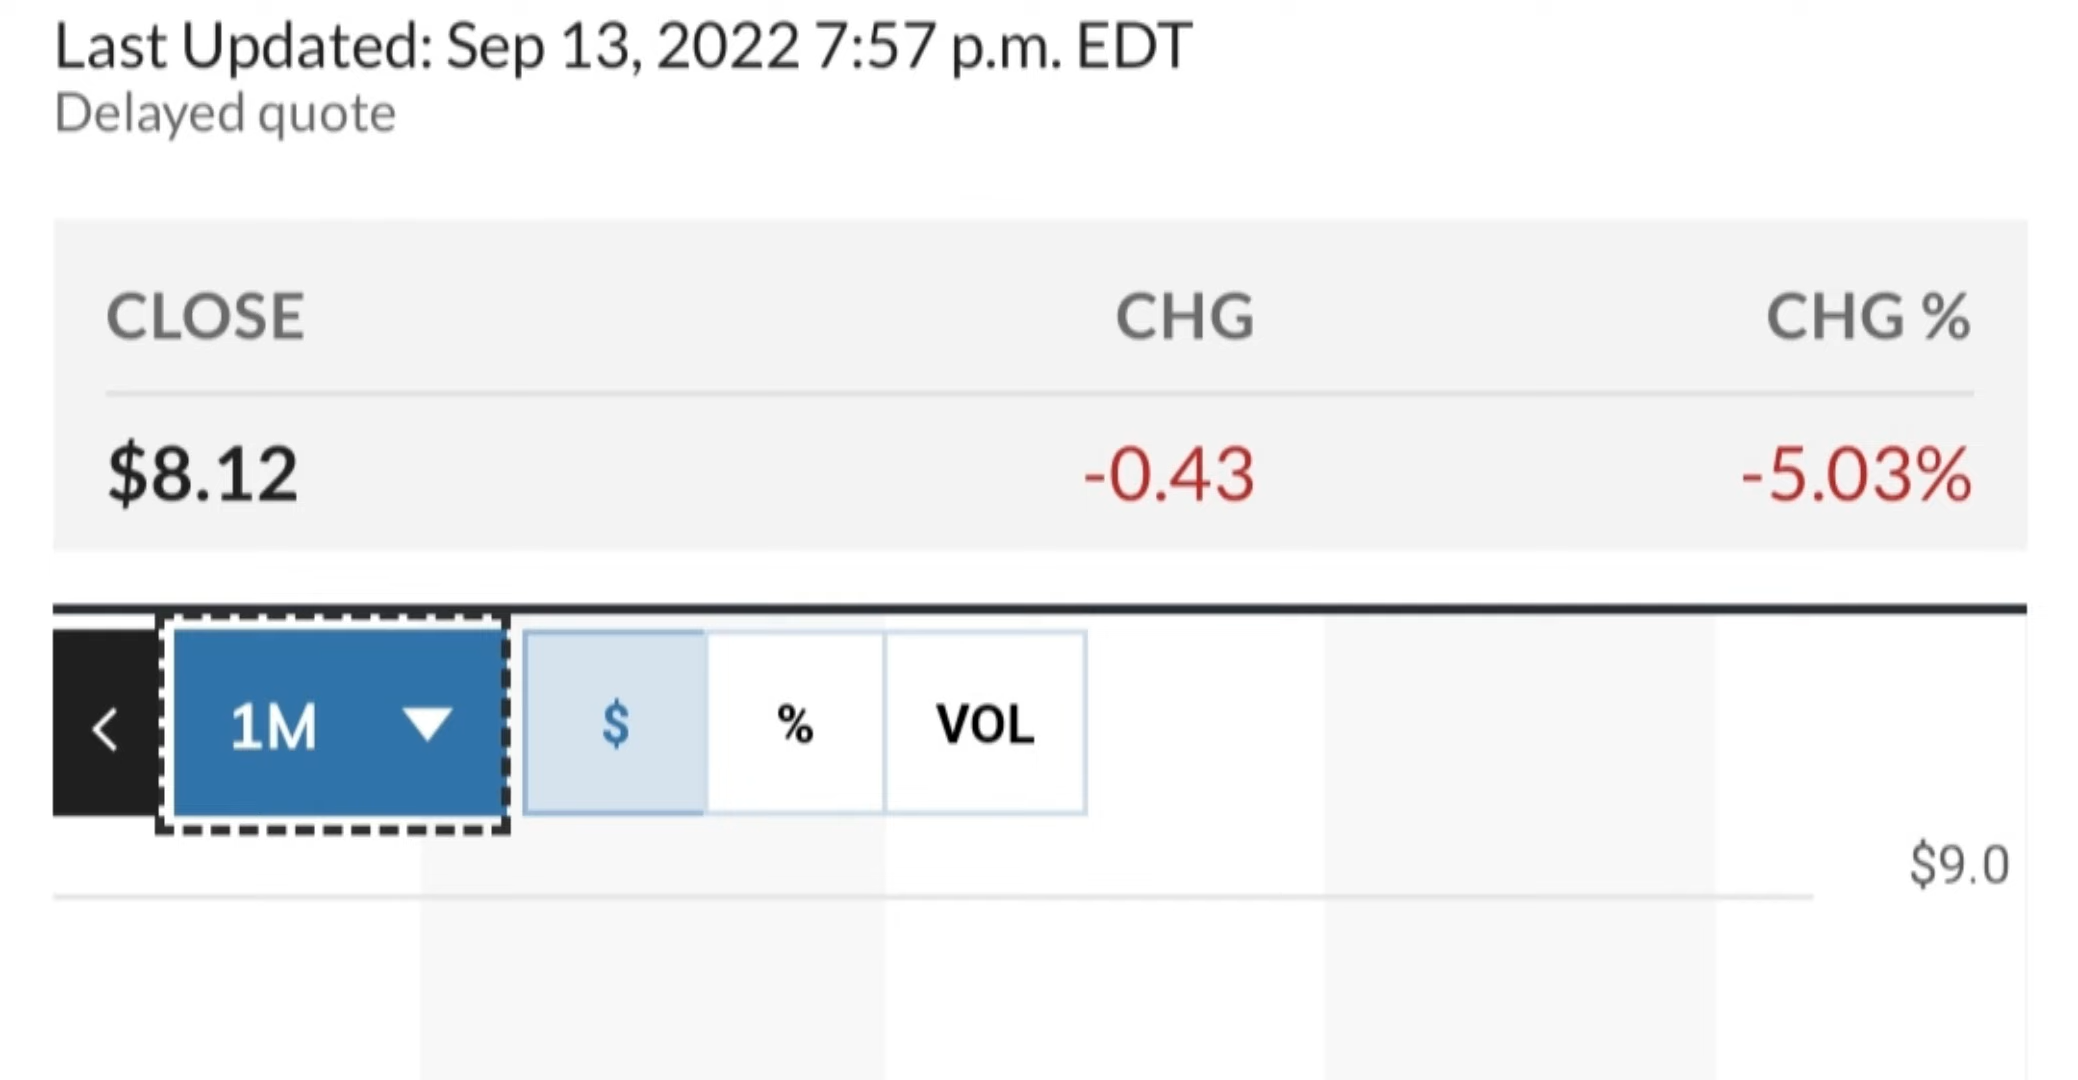 Last Updated: Sep 13, 2022 7:57 p.m. EDT
Delayed quote
CLOSE CHG CHG %
$8.12 -0.43 -5.03%
1M $ % VOL
$9.0